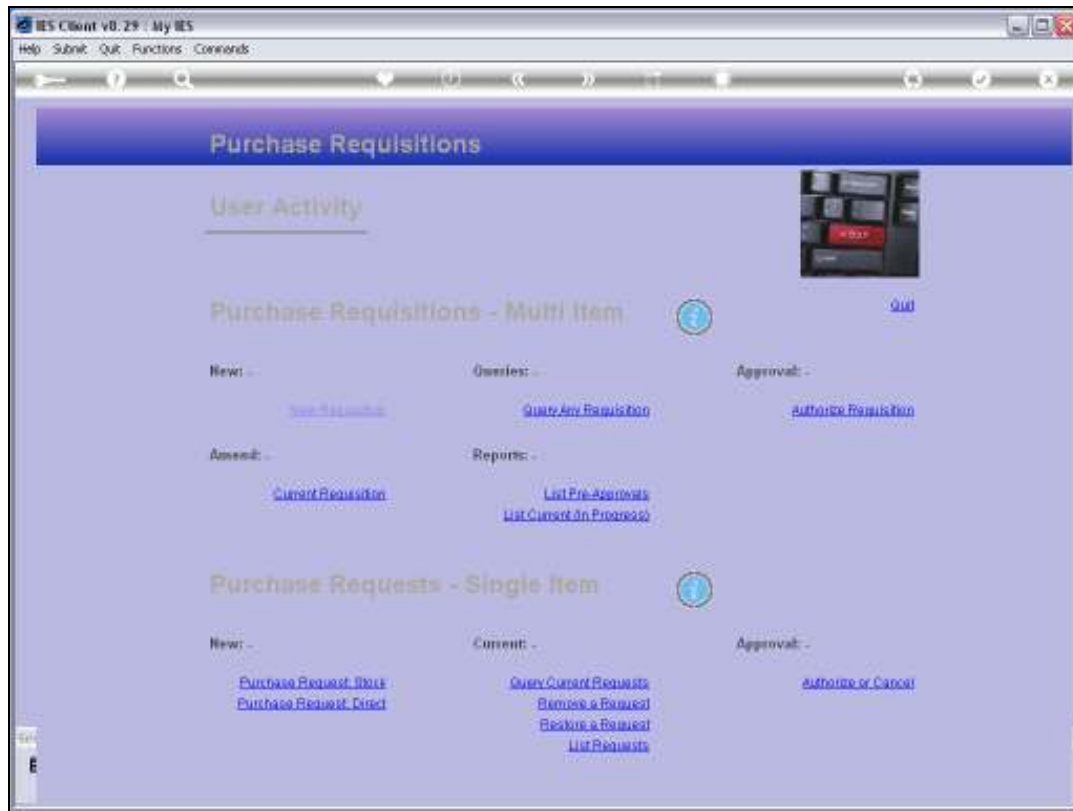 IES Client v0.29 : My IES
Help Submit Quit Functions Commands
Purchase Requisitions
User Activity
Purchase Requisitions - Multi Item
Quit
New: - Queries: - Approval: -
New Requisition Query Any Requisition Authorize Requisition
Amend: - Reports: -
Current Requisition List Pre-Approvals
List Current (In Progress)
Purchase Requests - Single Item
New: - Current: - Approval: -
Purchase Request: Stock Query Current Requests Authorize or Cancel
Purchase Request: Direct Remove a Request
Restore a Request
List Requests